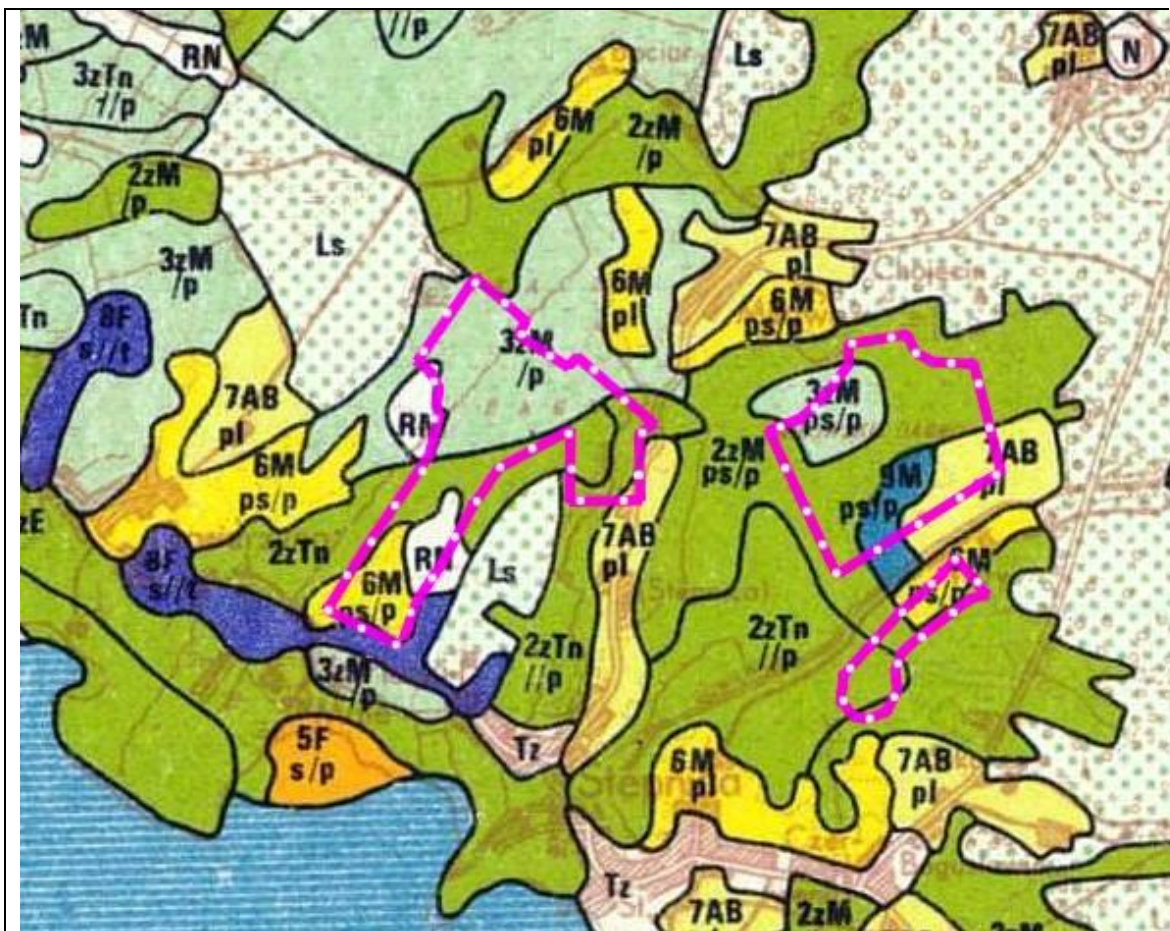 //p
M
RN
Ls
7AB
pl
N
3zTn
//p
6M
pl
2zM
/p
2zM
/p
Ls
7AB
pl
3zM
/p
6M
pl
6M
ps/p
Tn
8F
s//t
3zM
/p
3zM
ps/p
7AB
pl
RN
2zM
ps/p
7AB
pl
6M
ps/p
9M
ps/p
zE
2zTn
7AB
pl
8F
s//t
6M
ps/p
RN
Ls
6M
ps/p
2zTn
//p
2zTn
//p
3zM
/p
5F
s/p
Tz
6M
pl
7AB
pl
Stepnica
Tz
7AB
2zM
2zM